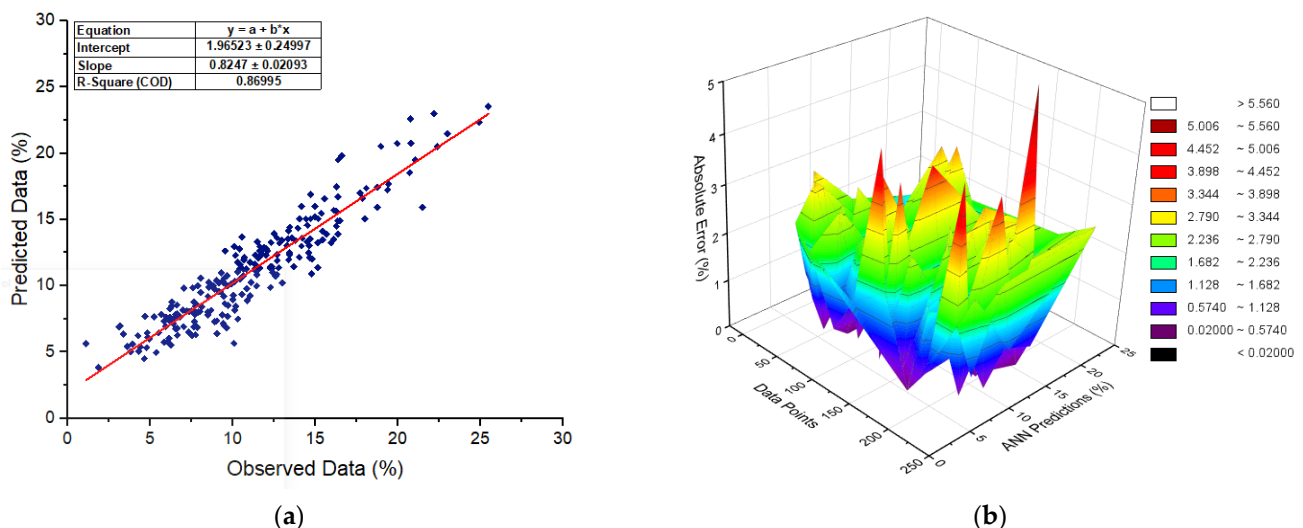 30
25
20
15
10
5
0
Predicted Data (%)
Equation y = a + b*x
Intercept 1.96523 ± 0.24997
Slope 0.8247 ± 0.02093
R-Square (COD) 0.86995
0 5 10 15 20 25 30
Observed Data (%)
(a)
5
4
3
2
1
0
Absolute Error (%)
0
50
100
150
200
250
Data Points
0
5
10
15
20
25
ANN Predictions (%)
> 5.560
5.006 ~ 5.560
4.452 ~ 5.006
3.898 ~ 4.452
3.344 ~ 3.898
2.790 ~ 3.344
2.236 ~ 2.790
1.682 ~ 2.236
1.128 ~ 1.682
0.5740 ~ 1.128
0.02000 ~ 0.5740
< 0.02000
(b)